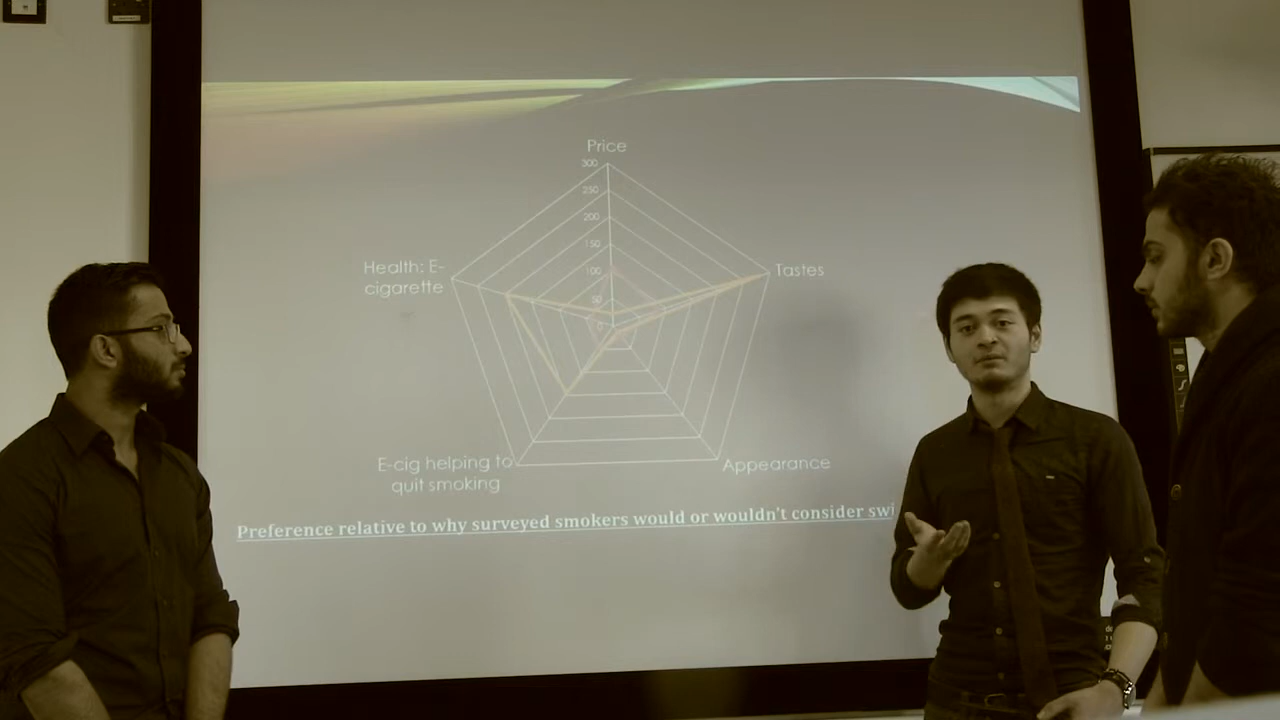 Price
300
250
200
150
100
50
0
Health: E-
cigarette
Tastes
E-cig helping to
quit smoking
Appearance
Preference relative to why surveyed smokers would or wouldn't consider swi